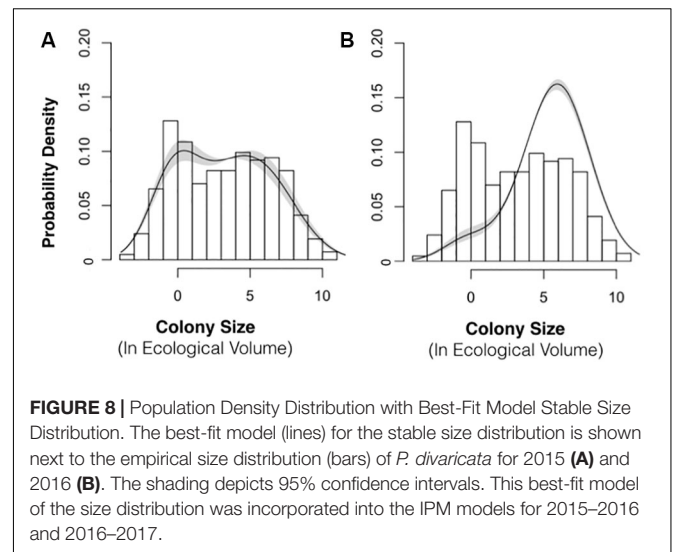 A
B
0.20
0.15
0.10
0.05
0
Probability Density
0 5 10
Colony Size
(In Ecological Volume)
0.20
0.15
0.10
0.05
0
0 5 10
Colony Size
(In Ecological Volume)
FIGURE 8 | Population Density Distribution with Best-Fit Model Stable Size
Distribution. The best-fit model (lines) for the stable size distribution is shown
next to the empirical size distribution (bars) of P. divaricata for 2015 (A) and
2016 (B). The shading depicts 95% confidence intervals. This best-fit model
of the size distribution was incorporated into the IPM models for 2015–2016
and 2016–2017.